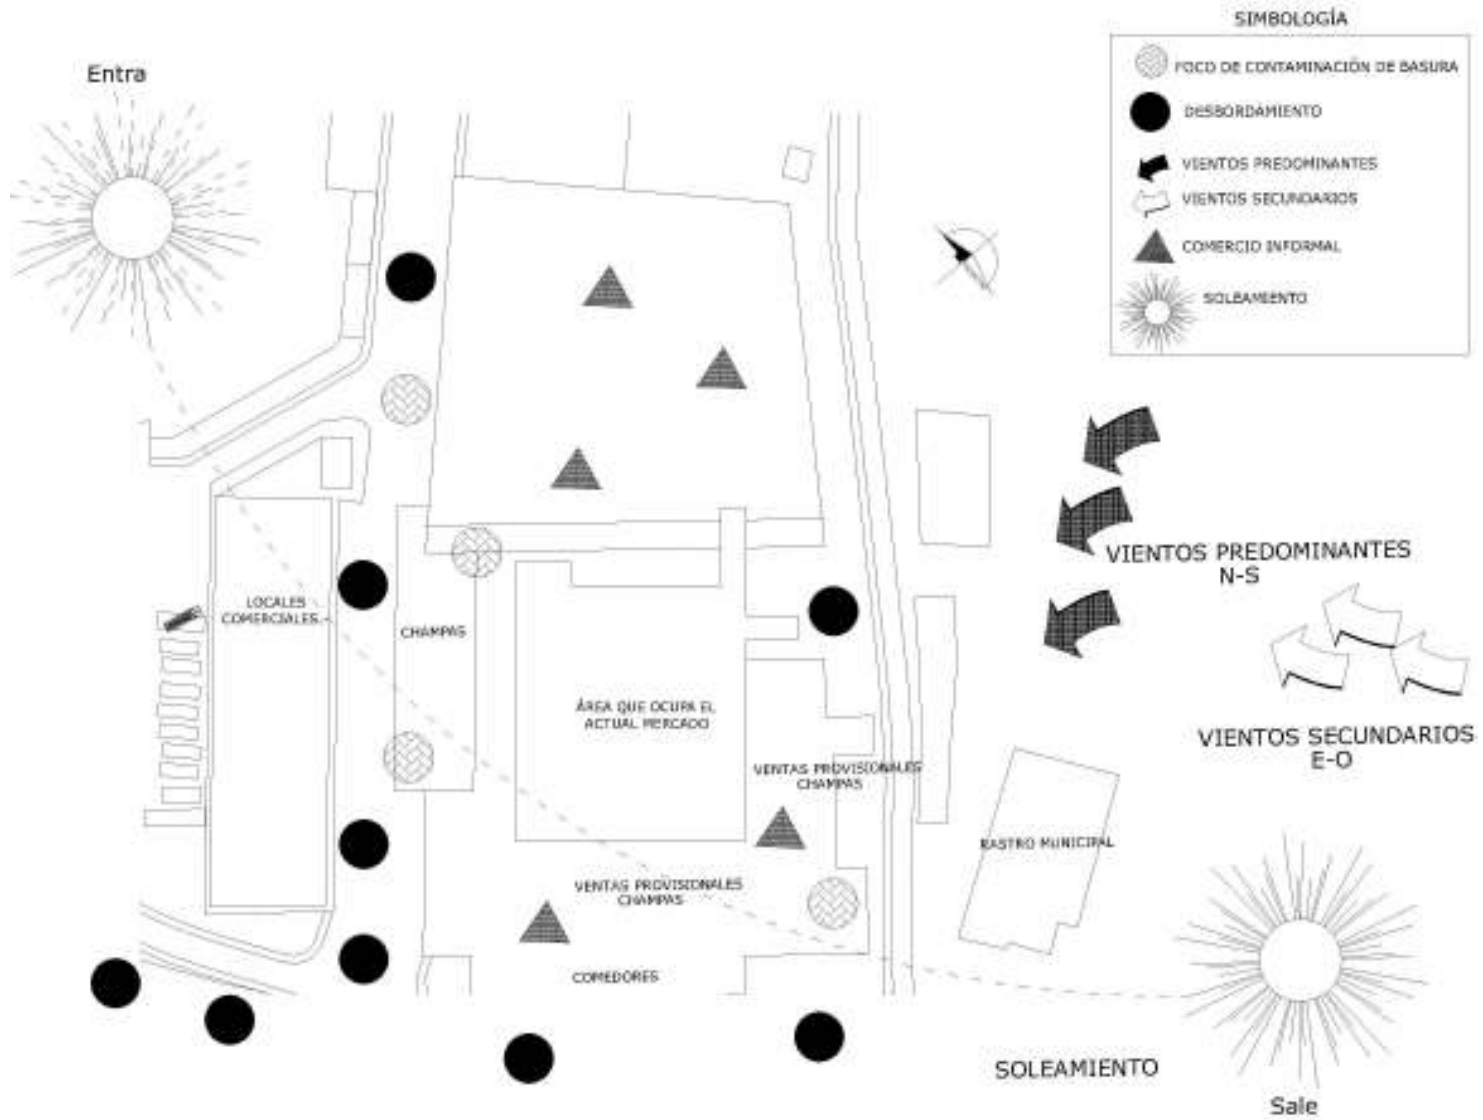 SIMBOLOGÍA
Entra
FOCO DE CONTAMINACIÓN DE BASURA
DESBORDAMIENTO
VIENTOS PREDOMINANTES
VIENTOS SECUNDARIOS
COMERCIO INFORMAL
SOLEAMIENTO
VIENTOS PREDOMINANTES
N-S
LOCALES
COMERCIALES
CHAMPAS
ÁREA QUE OCUPA EL
ACTUAL MERCADO
VIENTOS SECUNDARIOS
E-O
VENTAS PROVISIONALES
CHAMPAS
RASTRO MUNICIPAL
VENTAS PROVISIONALES
CHAMPAS
COMEDORES
SOLEAMIENTO
Sale